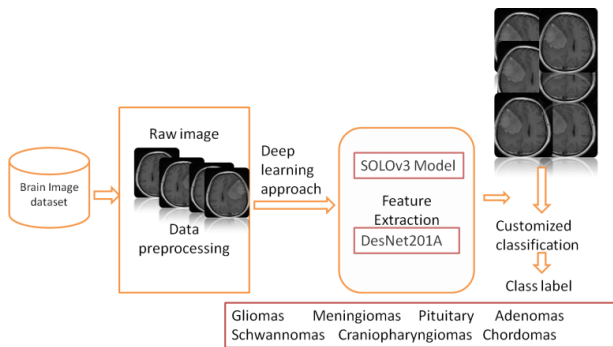 Brain Image
dataset
Raw image
Data
preprocessing
Deep
learning
approach
SOLOv3 Model
Feature
Extraction
DesNet201A
Customized
classification
Class label
Gliomas Meningiomas Pituitary Adenomas
Schwannomas Craniopharyngiomas Chordomas